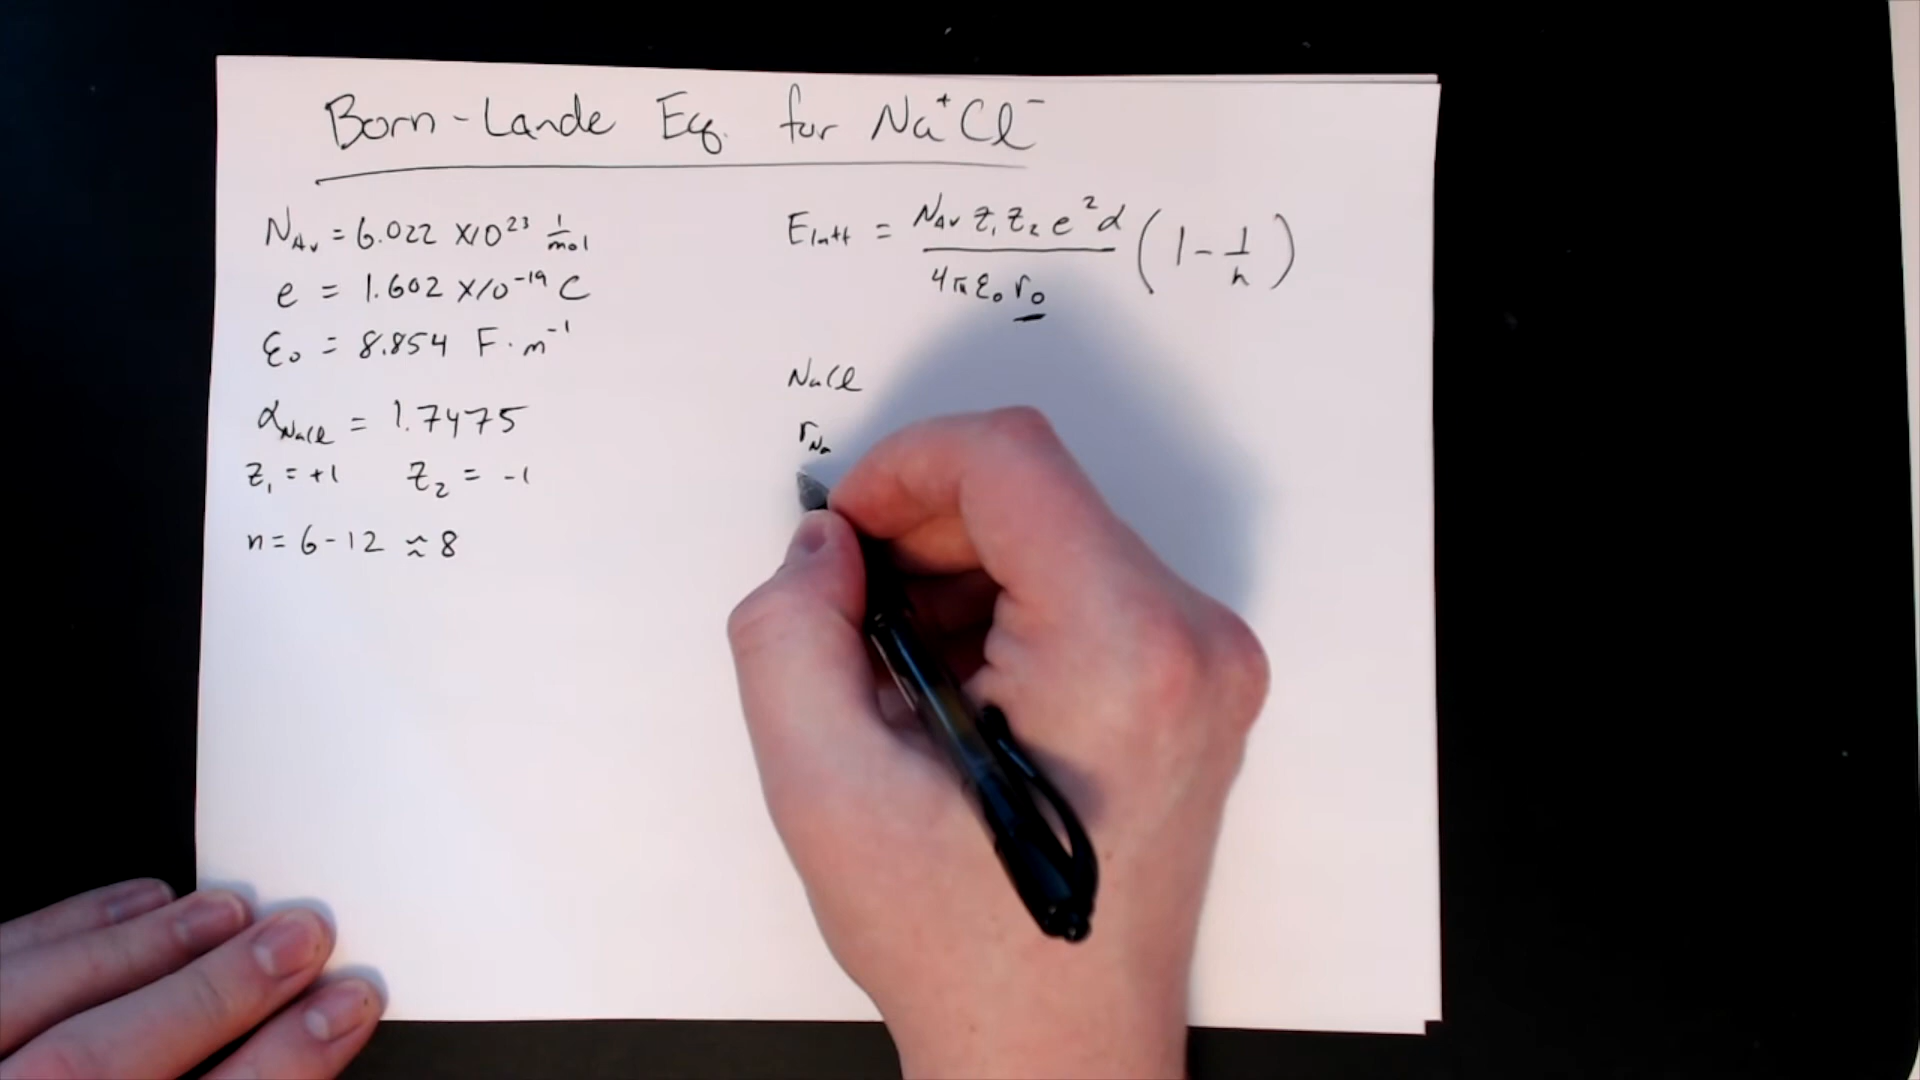 Born-Lande Eq. for Na⁺Cl⁻
N_Av = 6.022 x10²³ 1/mol
e = 1.602 x10⁻¹⁹ C
ε₀ = 8.854 F·m⁻¹
α_NaCl = 1.7475
z₁ = +1 z₂ = -1
n = 6-12 ≈ 8
E_latt = N_Av z₁ z₂ e² α / 4πε₀ r₀ (1 - 1/n)
NaCl
r_Na